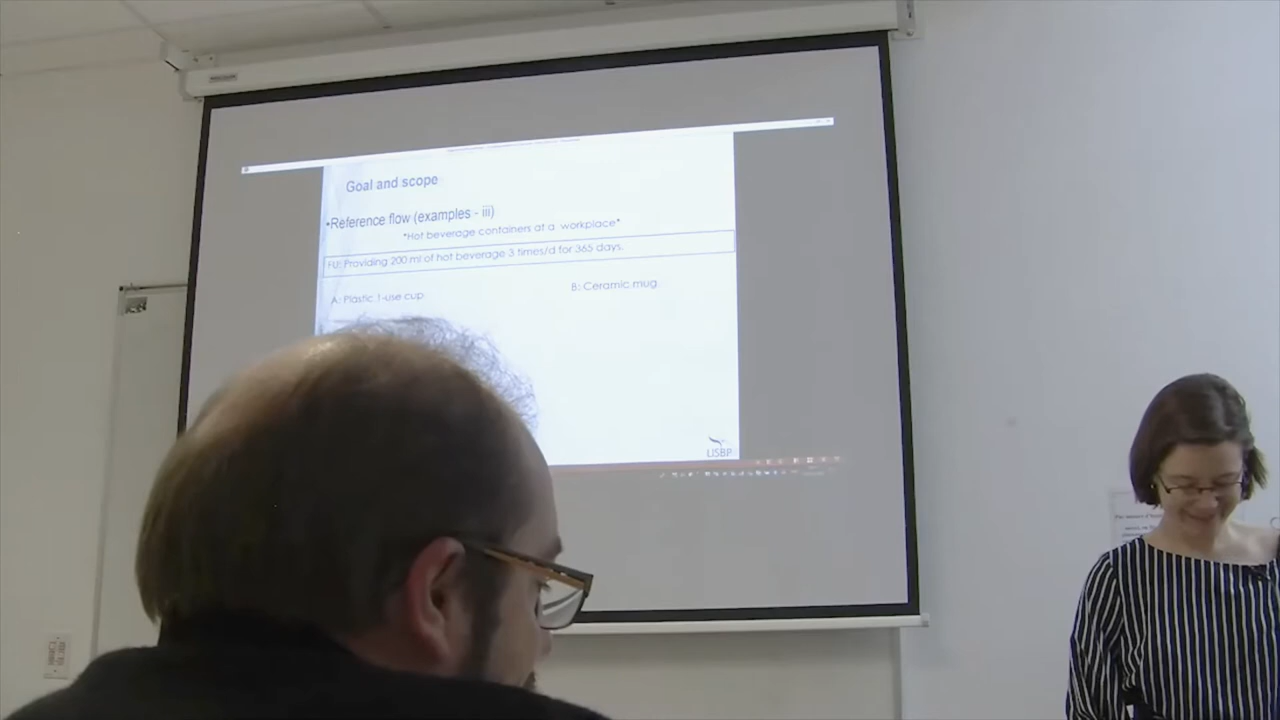 Goal and scope
•Reference flow (examples - iii)
"Hot beverage containers at a workplace"
FU: Providing 200 ml of hot beverage 3 times/d for 365 days.
A: Plastic 1-use cup
B: Ceramic mug
LISBP